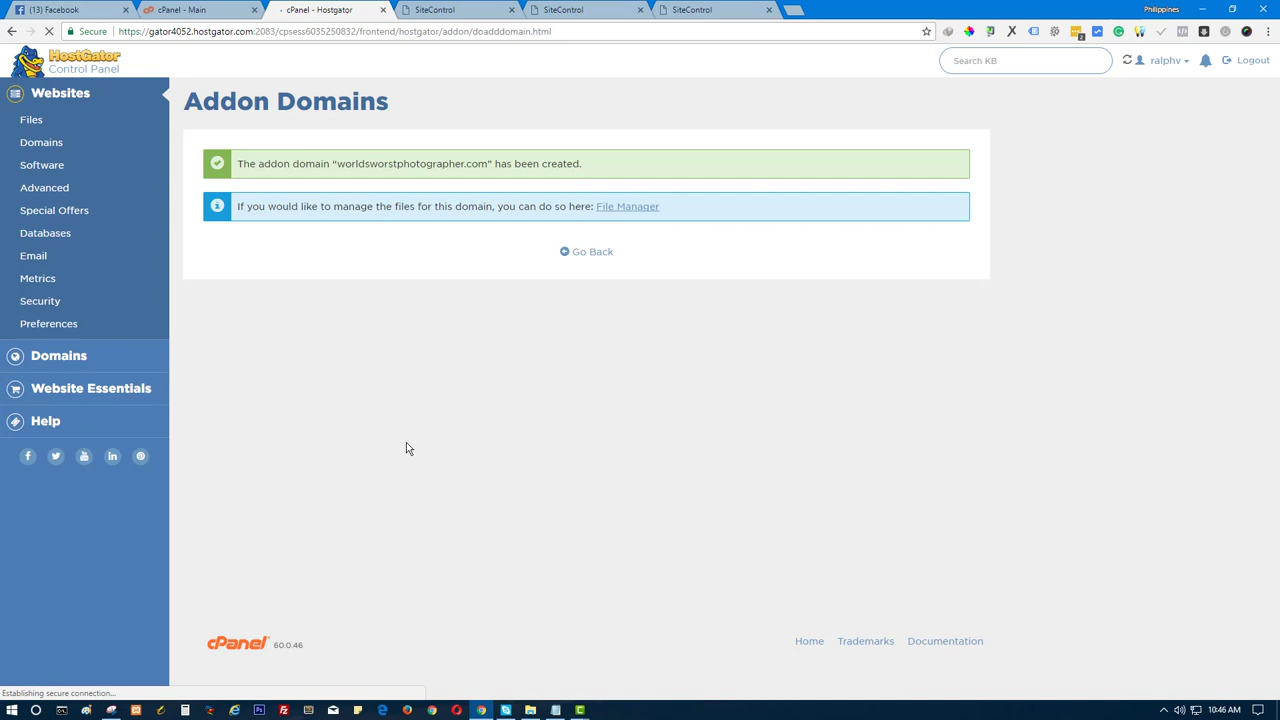 (13) Facebook
cPanel - Main
cPanel - Hostgator
SiteControl
SiteControl
SiteControl
Philippines
Secure
https://gator4052.hostgator.com:2083/cpsess6035250832/frontend/hostgator/addon/doadddomain.html
HostGator
Control Panel
Search KB
ralphv
Logout
Websites
Files
Domains
Software
Advanced
Special Offers
Databases
Email
Metrics
Security
Preferences
Domains
Website Essentials
Help
Addon Domains
The addon domain “worldsworstphotographer.com” has been created.
If you would like to manage the files for this domain, you can do so here: File Manager
Go Back
cPanel 60.0.46
Home Trademarks Documentation
Establishing secure connection...
10:46 AM